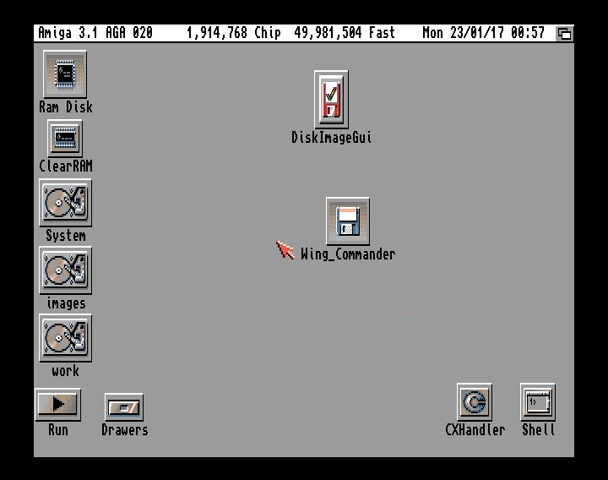 Amiga 3.1 AGA 020 1,914,768 Chip 49,981,504 Fast Mon 23/01/17 00:57
Ram Disk
DiskImageGui
ClearRAM
System
Wing_Commander
images
work
Run
Drawers
CXHandler
Shell